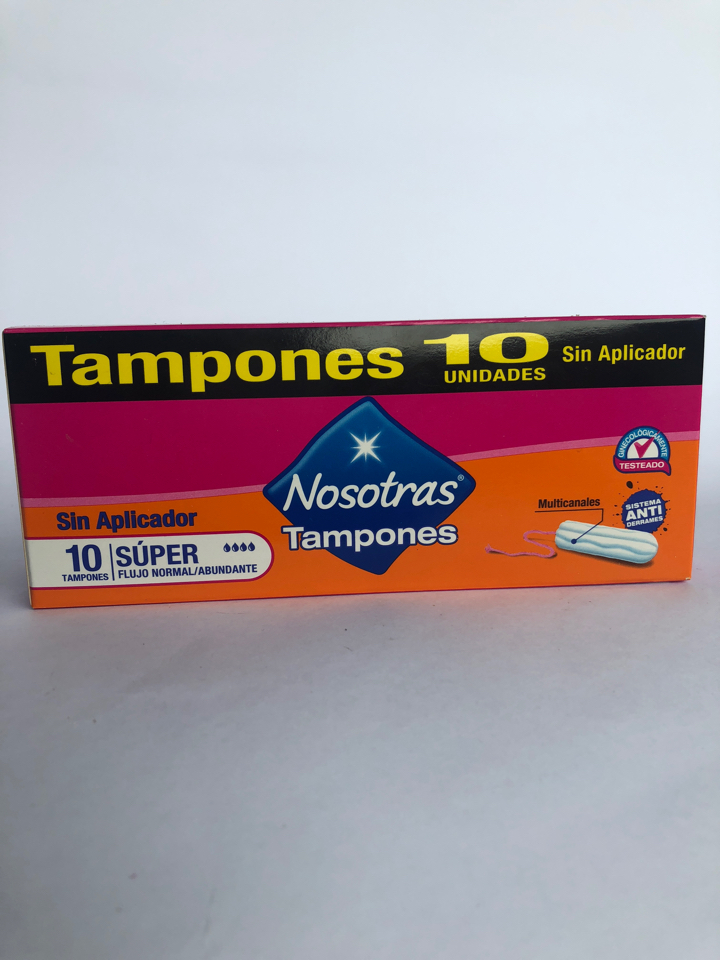 Tampones 10 UNIDADES Sin Aplicador
GINECOLÓGICAMENTE
TESTEADO
Nosotras®
Tampones
Multicanales
SISTEMA
ANTI
DERRAMES
Sin Aplicador
10 TAMPONES
SÚPER
FLUJO NORMAL/ABUNDANTE